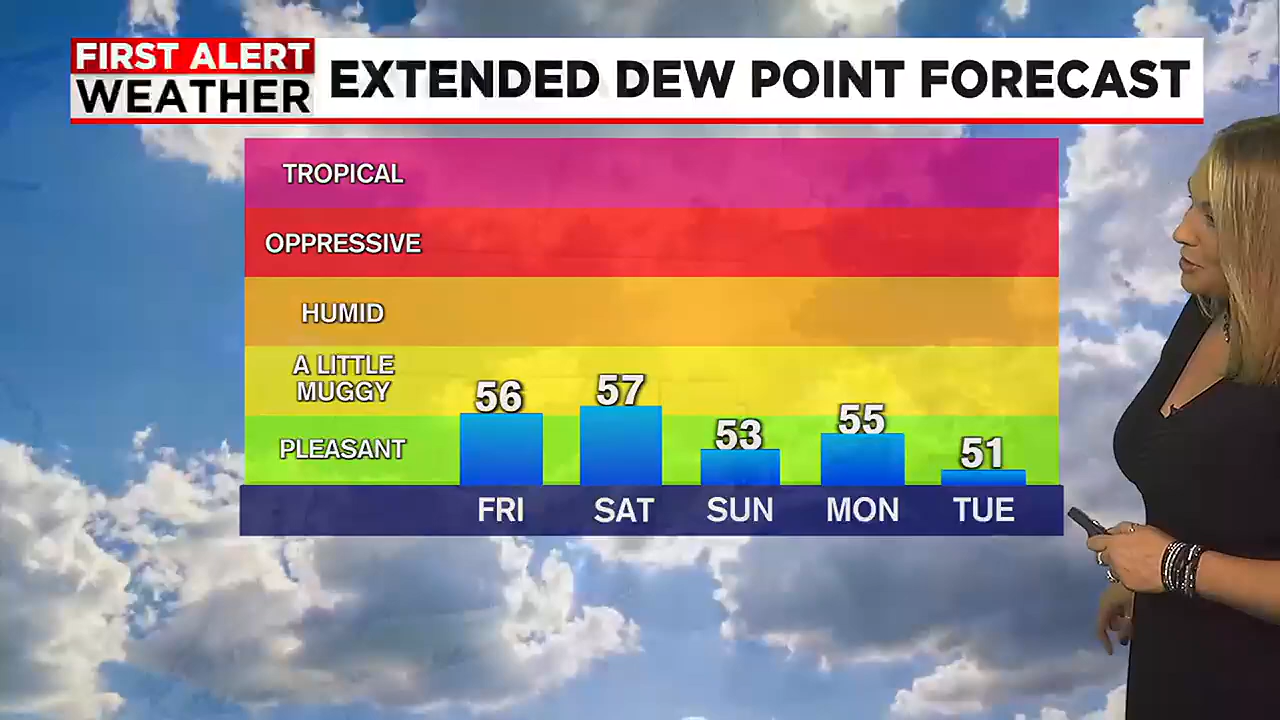 FIRST ALERT
WEATHER
EXTENDED DEW POINT FORECAST
TROPICAL
OPPRESSIVE
HUMID
A LITTLE
MUGGY
PLEASANT
56
57
53
55
51
FRI
SAT
SUN
MON
TUE